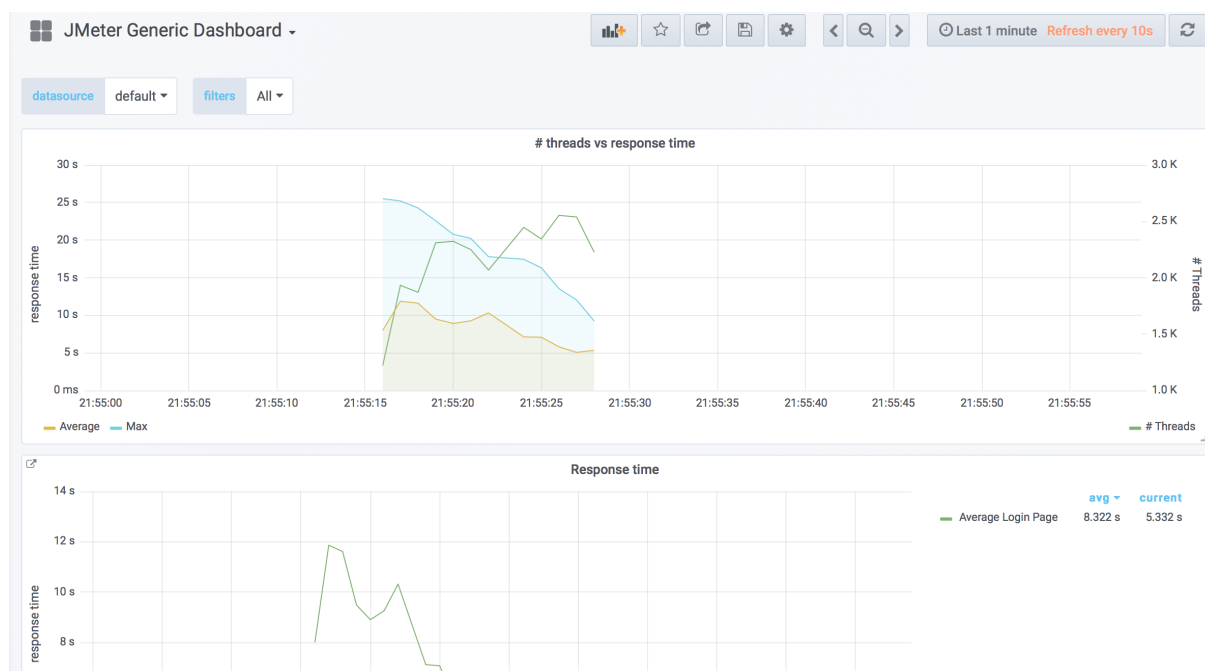 JMeter Generic Dashboard
Last 1 minute Refresh every 10s
datasource default filters All
# threads vs response time
30 s 3.0 K
25 s 2.5 K
20 s
15 s 2.0 K
10 s 1.5 K
5 s
0 ms 1.0 K
response time
# Threads
21:55:00 21:55:05 21:55:10 21:55:15 21:55:20 21:55:25 21:55:30 21:55:35 21:55:40 21:55:45 21:55:50 21:55:55
Average Max # Threads
Response time
14 s
12 s
10 s
8 s
response time
avg current
Average Login Page 8.322 s 5.332 s